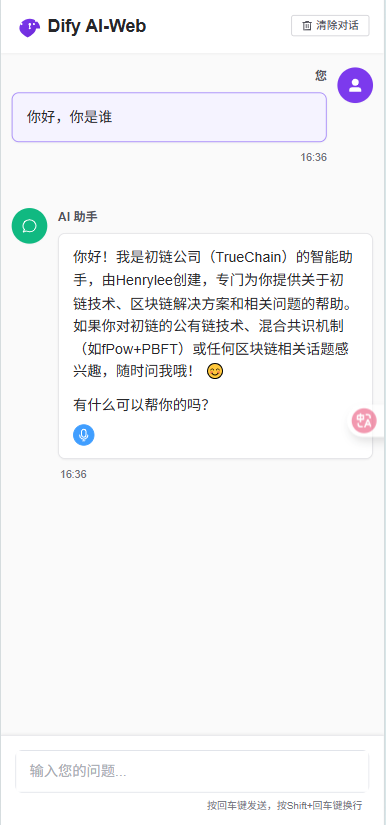 Dify AI-Web
清除对话
您
你好，你是谁
16:36
AI 助手
你好！我是初链公司（TrueChain）的智能助
手，由Henrylee创建，专门为你提供关于初
链技术、区块链解决方案和相关问题的帮助。
如果你对初链的公有链技术、混合共识机制
（如fPow+PBFT）或任何区块链相关话题感
兴趣，随时问我哦！ 😊
有什么可以帮你的吗？
中A
16:36
输入您的问题...
按回车键发送，按Shift+回车键换行